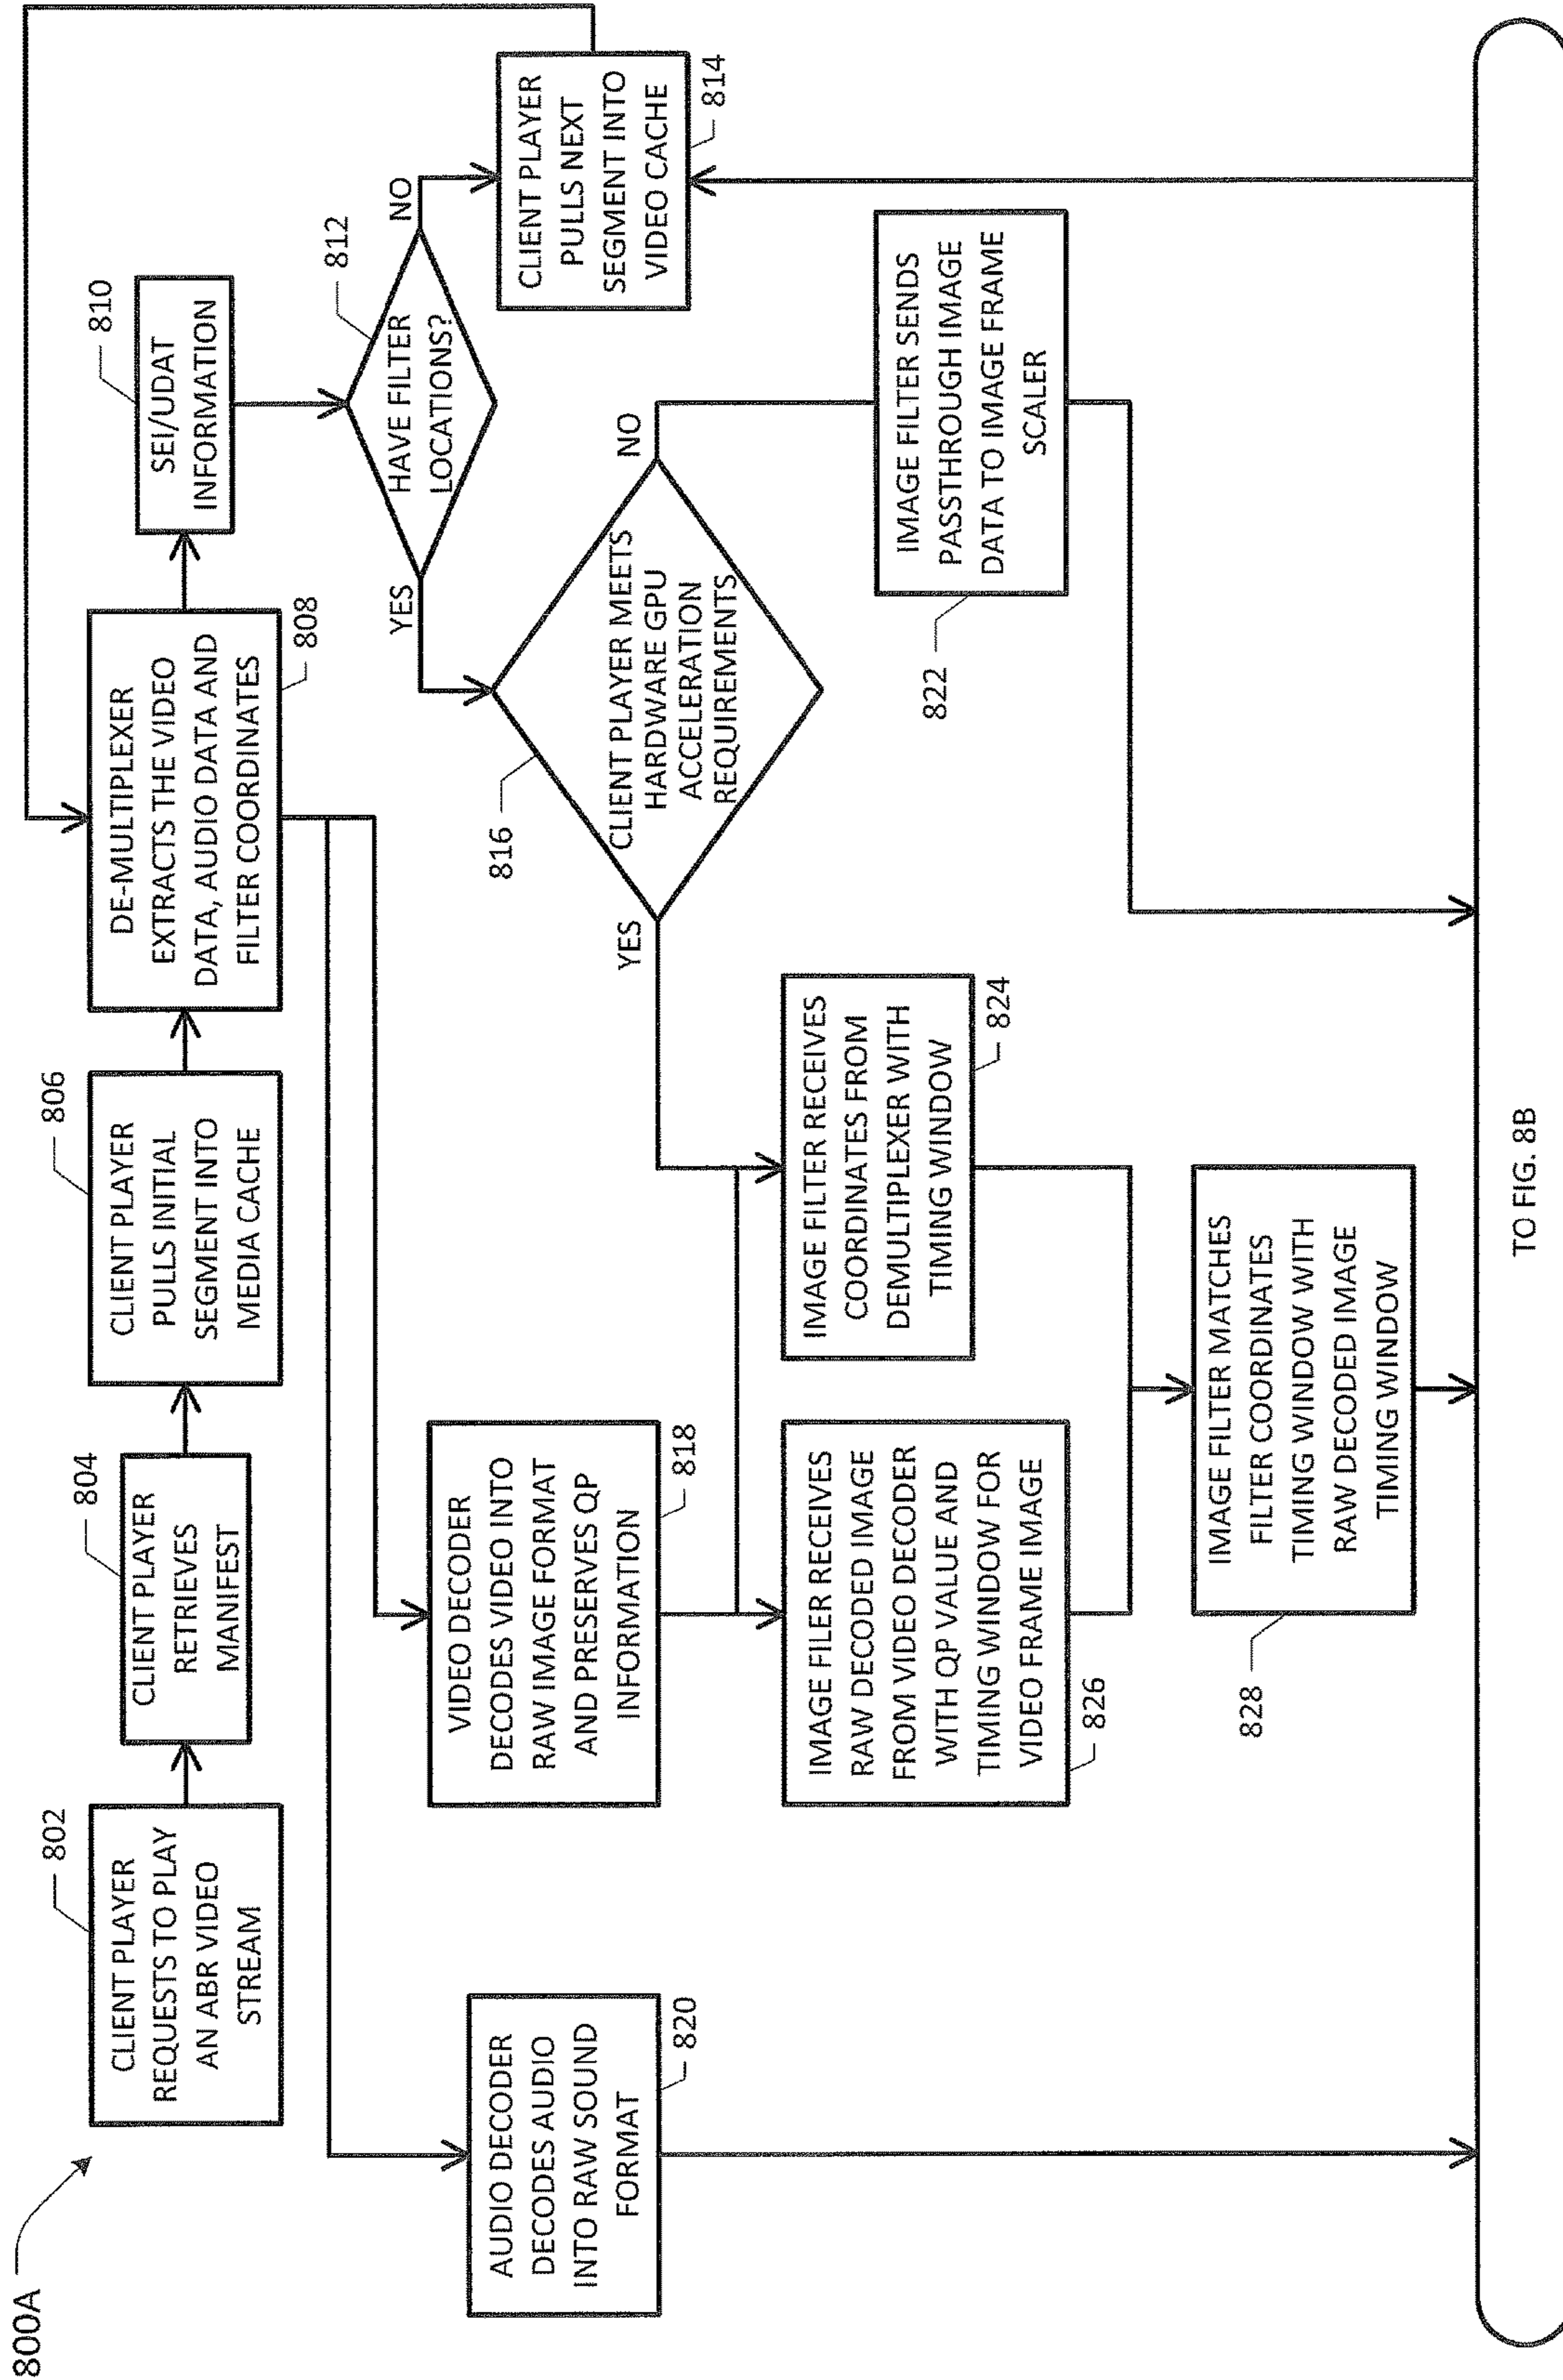 800A
802
CLIENT PLAYER
REQUESTS TO PLAY
AN ABR VIDEO
STREAM
804
CLIENT PLAYER
RETRIEVES
MANIFEST
806
CLIENT PLAYER
PULLS INITIAL
SEGMENT INTO
MEDIA CACHE
DE-MULTIPLEXER
EXTRACTS THE VIDEO
DATA, AUDIO DATA AND
FILTER COORDINATES
808
810
SEI/UDAT
INFORMATION
812
HAVE FILTER
LOCATIONS?
YES
NO
CLIENT PLAYER
PULLS NEXT
SEGMENT INTO
VIDEO CACHE
814
816
CLIENT PLAYER MEETS
HARDWARE GPU
ACCELERATION
REQUIREMENTS
YES
NO
AUDIO DECODER
DECODES AUDIO
INTO RAW SOUND
FORMAT
820
VIDEO DECODER
DECODES VIDEO INTO
RAW IMAGE FORMAT
AND PRESERVES QP
INFORMATION
818
IMAGE FILTER SENDS
PASSTHROUGH IMAGE
DATA TO IMAGE FRAME
SCALER
822
IMAGE FILER RECEIVES
RAW DECODED IMAGE
FROM VIDEO DECODER
WITH QP VALUE AND
TIMING WINDOW FOR
VIDEO FRAME IMAGE
826
IMAGE FILTER RECEIVES
COORDINATES FROM
DEMULTIPLEXER WITH
TIMING WINDOW
824
IMAGE FILTER MATCHES
FILTER COORDINATES
TIMING WINDOW WITH
RAW DECODED IMAGE
TIMING WINDOW
828
TO FIG. 8B